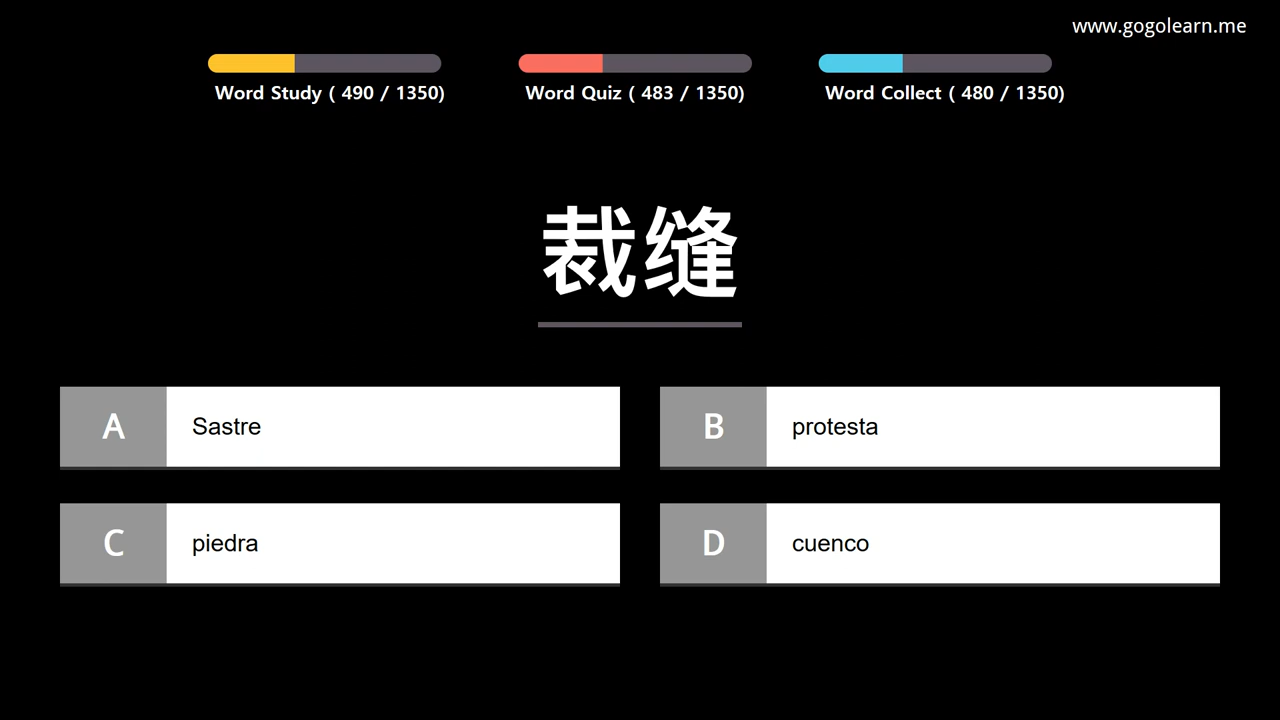 www.gogolearn.me
Word Study ( 490 / 1350)
Word Quiz ( 483 / 1350)
Word Collect ( 480 / 1350)
裁缝
A Sastre
B protesta
C piedra
D cuenco